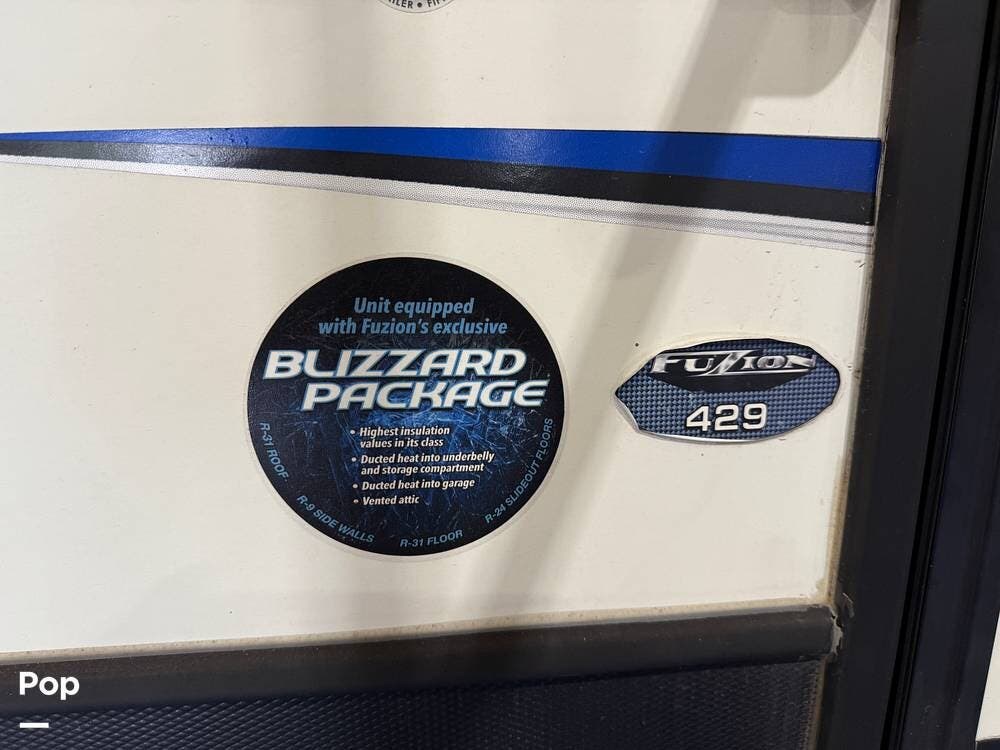 Unit equipped
with Fuzion's exclusive
BLIZZARD
PACKAGE
• Highest insulation
values in its class
• Ducted heat into underbelly
and storage compartment
• Ducted heat into garage
• Vented attic
R-31 ROOF
R-9 SIDE WALLS
R-31 FLOOR
R-24 SLIDEOUT FLOORS
FUZION
429
Pop